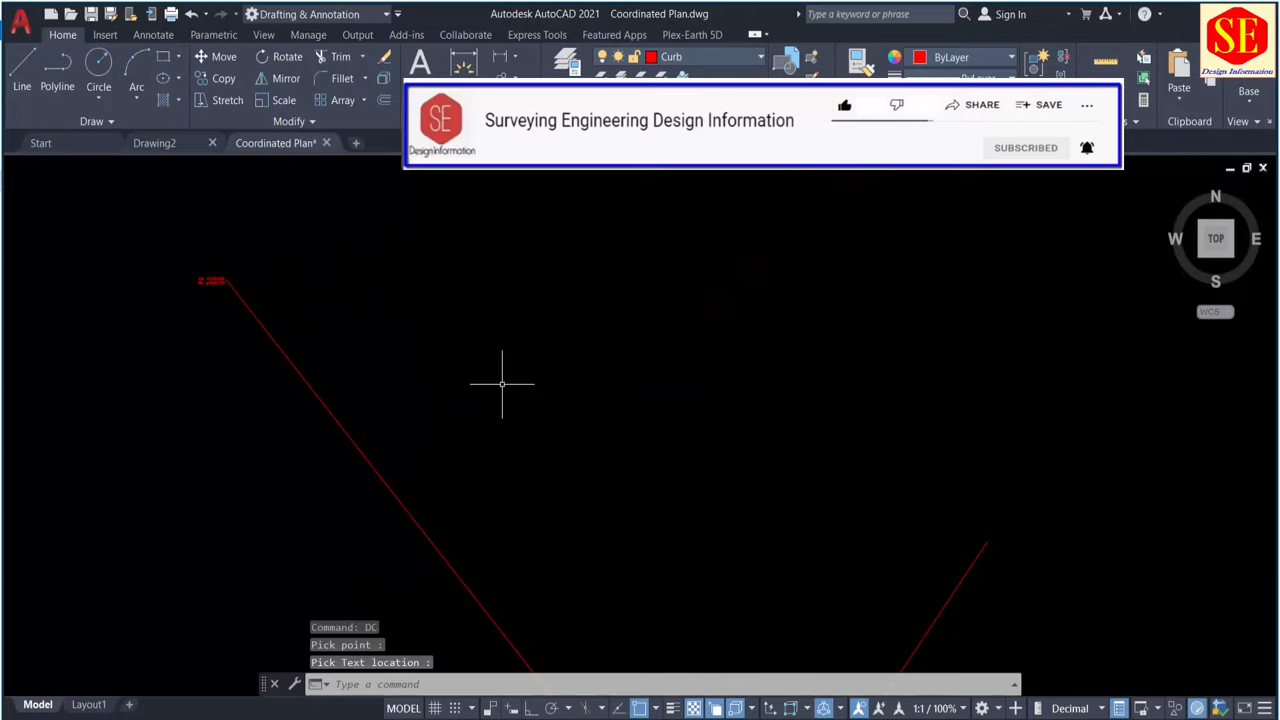 Drafting & Annotation
Autodesk AutoCAD 2021 Coordinated Plan.dwg
Type a keyword or phrase
Sign In
SE
Design Information
Home Insert Annotate Parametric View Manage Output Add-ins Collaborate Express Tools Featured Apps Plex-Earth 5D
Line Polyline Circle Arc
Move Rotate Trim
Copy Mirror Fillet
Stretch Scale Array
A
Curb
ByLayer
Paste
Base
Draw Modify Clipboard View
SE
Design Information
Surveying Engineering Design Information
SHARE SAVE
SUBSCRIBED
Start Drawing2 Coordinated Plan*
N
W TOP E
S
WCS
Command: DC
Pick point :
Pick Text location :
Type a command
Model Layout1
MODEL
1:1 / 100%
Decimal